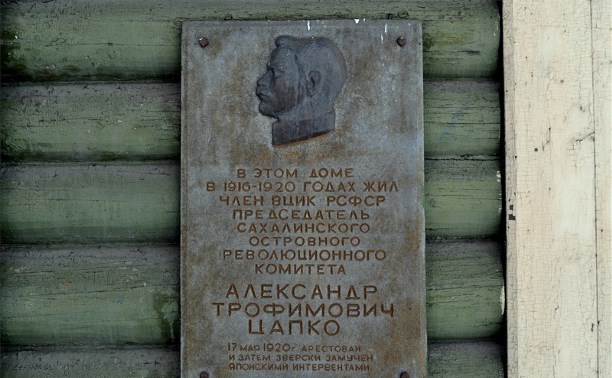 В ЭТОМ ДОМЕ
В 1916-1920 ГОДАХ ЖИЛ
ЧЛЕН ВЦИК РСФСР
ПРЕДСЕДАТЕЛЬ
САХАЛИНСКОГО
ОСТРОВНОГО
РЕВОЛЮЦИОННОГО
КОМИТЕТА
АЛЕКСАНДР
ТРОФИМОВИЧ
ЦАПКО
17 МАЯ 1920 г. АРЕСТОВАН
И ЗАТЕМ ЗВЕРСКИ ЗАМУЧЕН
ЯПОНСКИМИ ИНТЕРВЕНТАМИ